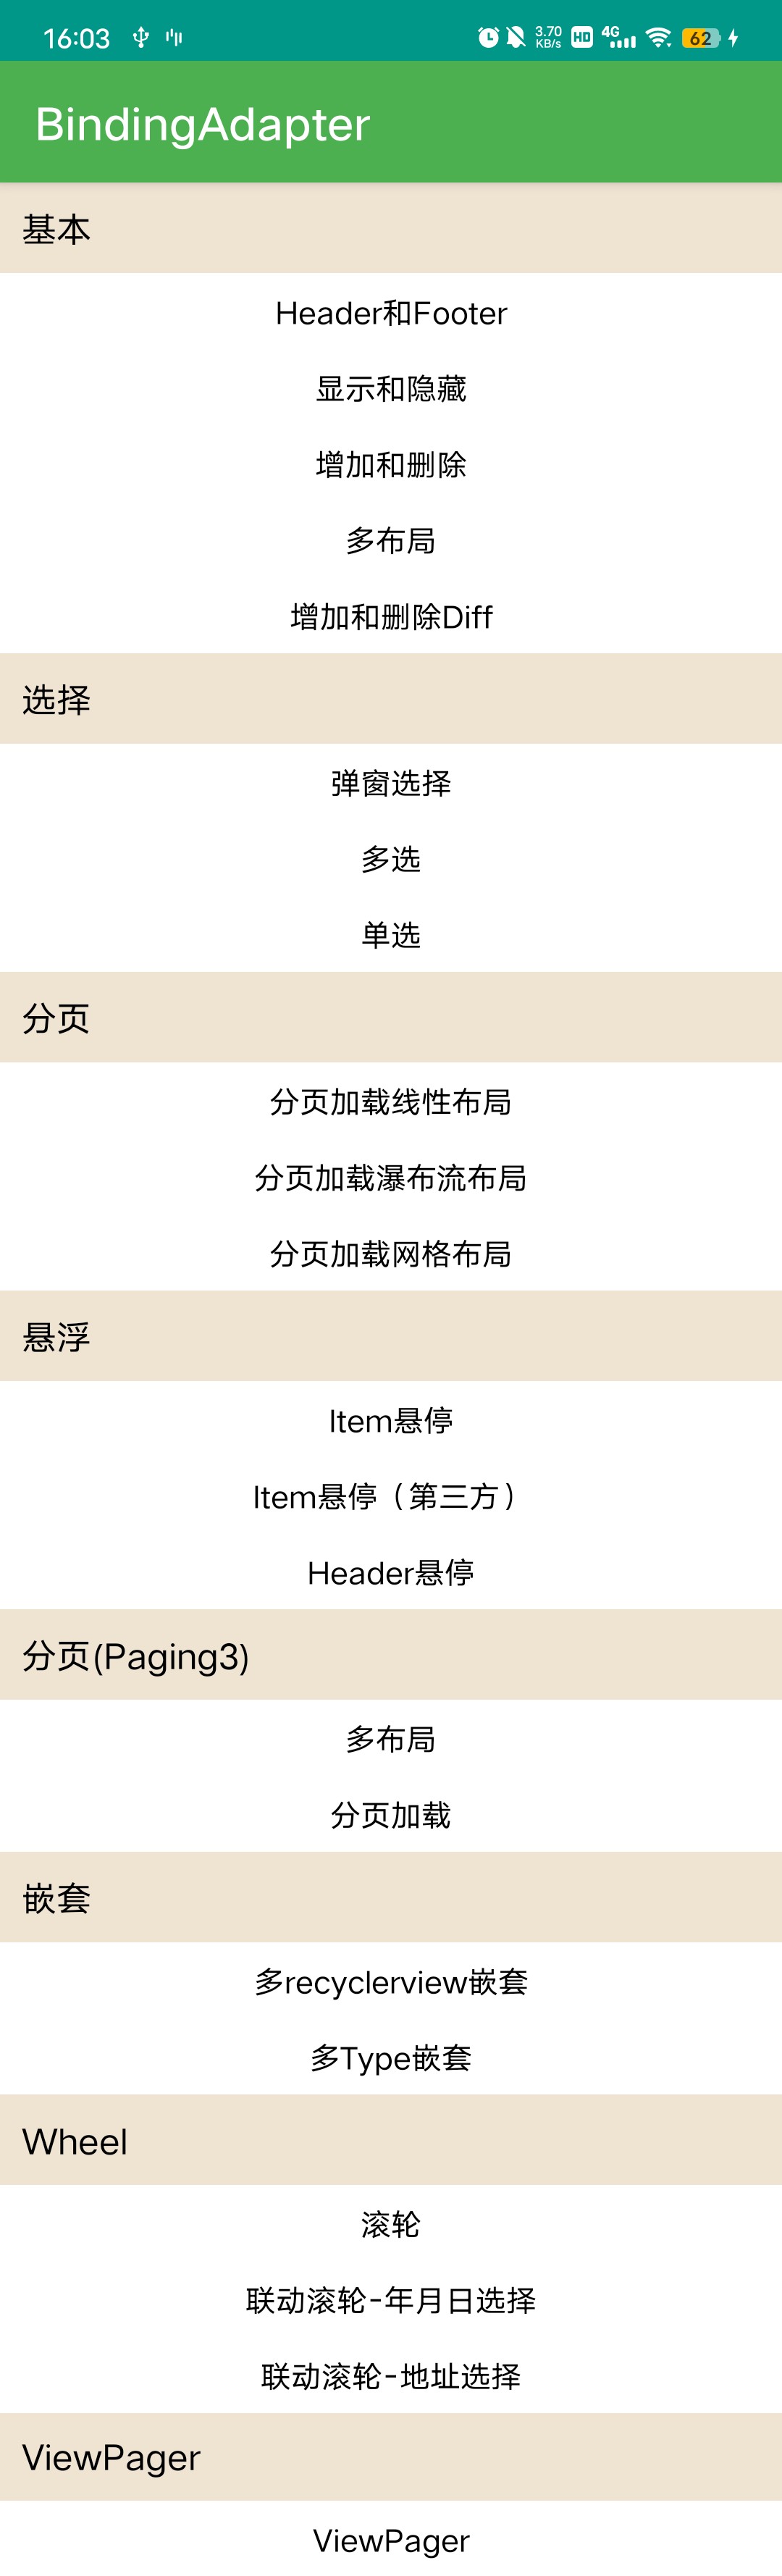 16:03
3.70
KB/s
HD
4G
62
BindingAdapter
基本
Header和Footer
显示和隐藏
增加和删除
多布局
增加和删除Diff
选择
弹窗选择
多选
单选
分页
分页加载线性布局
分页加载瀑布流布局
分页加载网格布局
悬浮
Item悬停
Item悬停（第三方）
Header悬停
分页(Paging3)
多布局
分页加载
嵌套
多recyclerview嵌套
多Type嵌套
Wheel
滚轮
联动滚轮-年月日选择
联动滚轮-地址选择
ViewPager
ViewPager